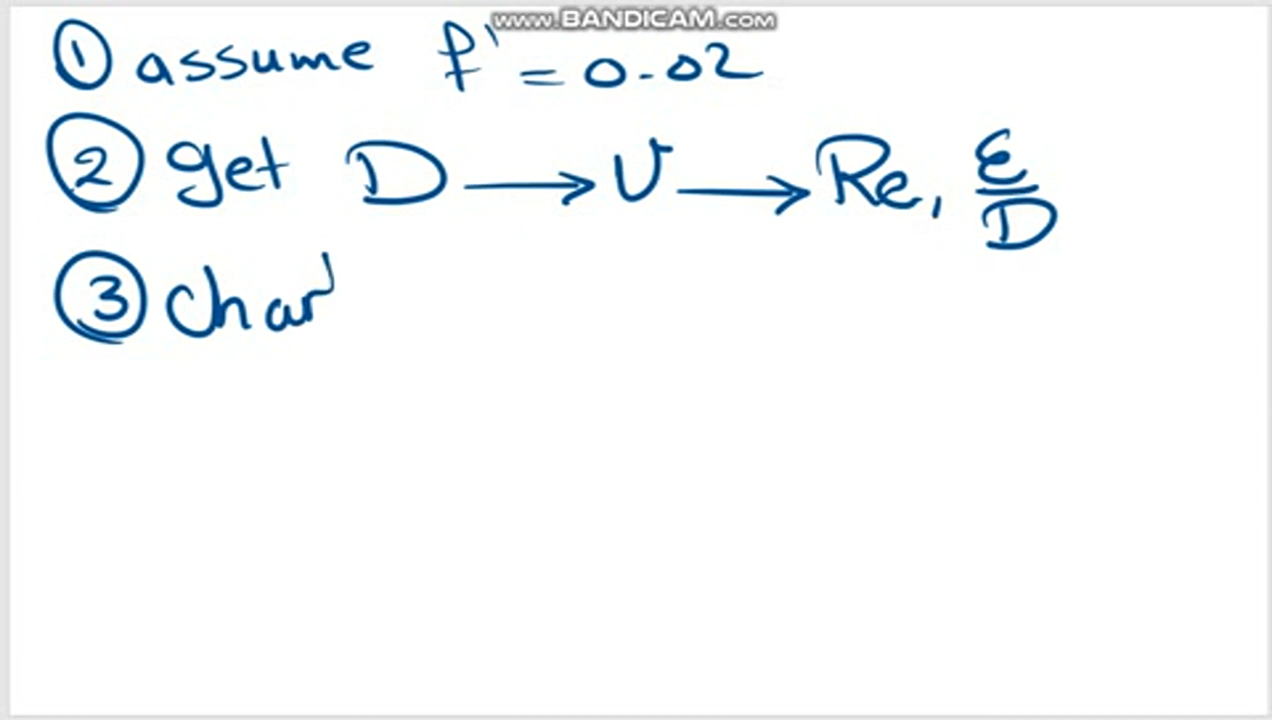 www.BANDICAM.com
① assume f' = 0.02
② get D → V → Re, ε/D
③ char